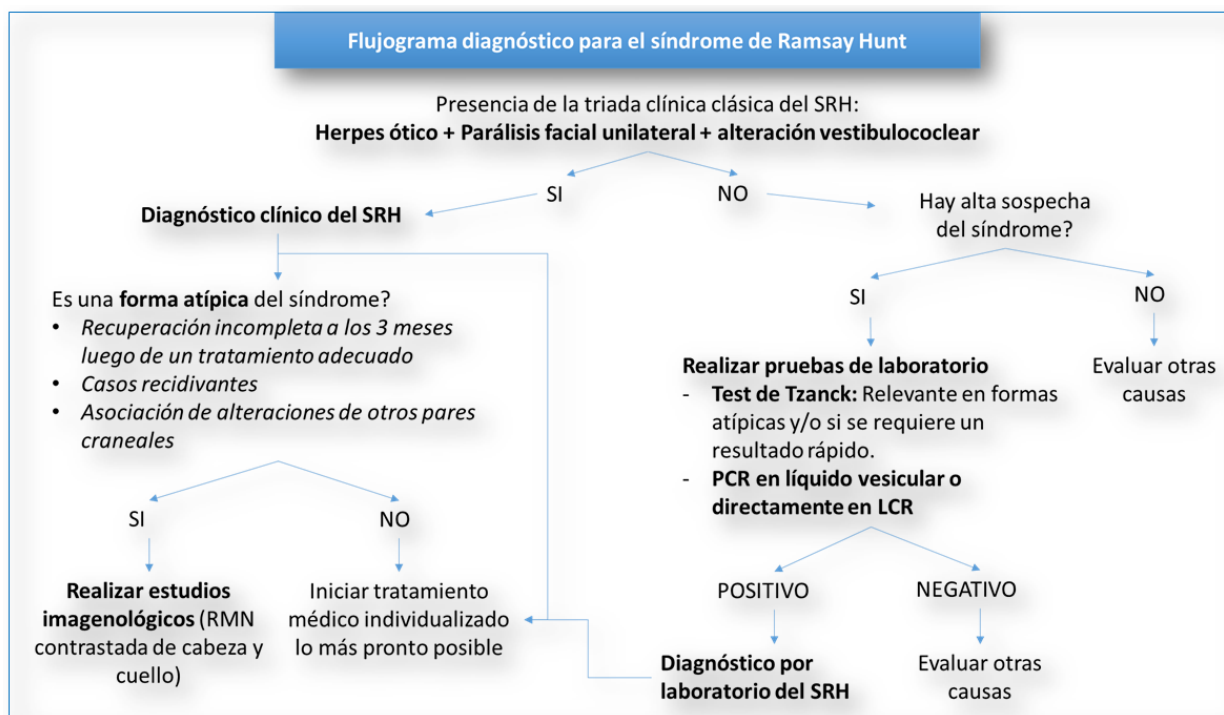 Flujograma diagnóstico para el síndrome de Ramsay Hunt
Presencia de la triada clínica clásica del SRH:
Herpes ótico + Parálisis facial unilateral + alteración vestibulococlear
SI
NO
Diagnóstico clínico del SRH
Es una forma atípica del síndrome?
• Recuperación incompleta a los 3 meses
luego de un tratamiento adecuado
• Casos recidivantes
• Asociación de alteraciones de otros pares
craneales
SI
NO
Realizar estudios
imagenológicos (RMN
contrastada de cabeza y
cuello)
Iniciar tratamiento
médico individualizado
lo más pronto posible
Hay alta sospecha
del síndrome?
SI
NO
Realizar pruebas de laboratorio
- Test de Tzanck: Relevante en formas
atípicas y/o si se requiere un
resultado rápido.
- PCR en líquido vesicular o
directamente en LCR
Evaluar otras
causas
POSITIVO
NEGATIVO
Diagnóstico por
laboratorio del SRH
Evaluar otras
causas